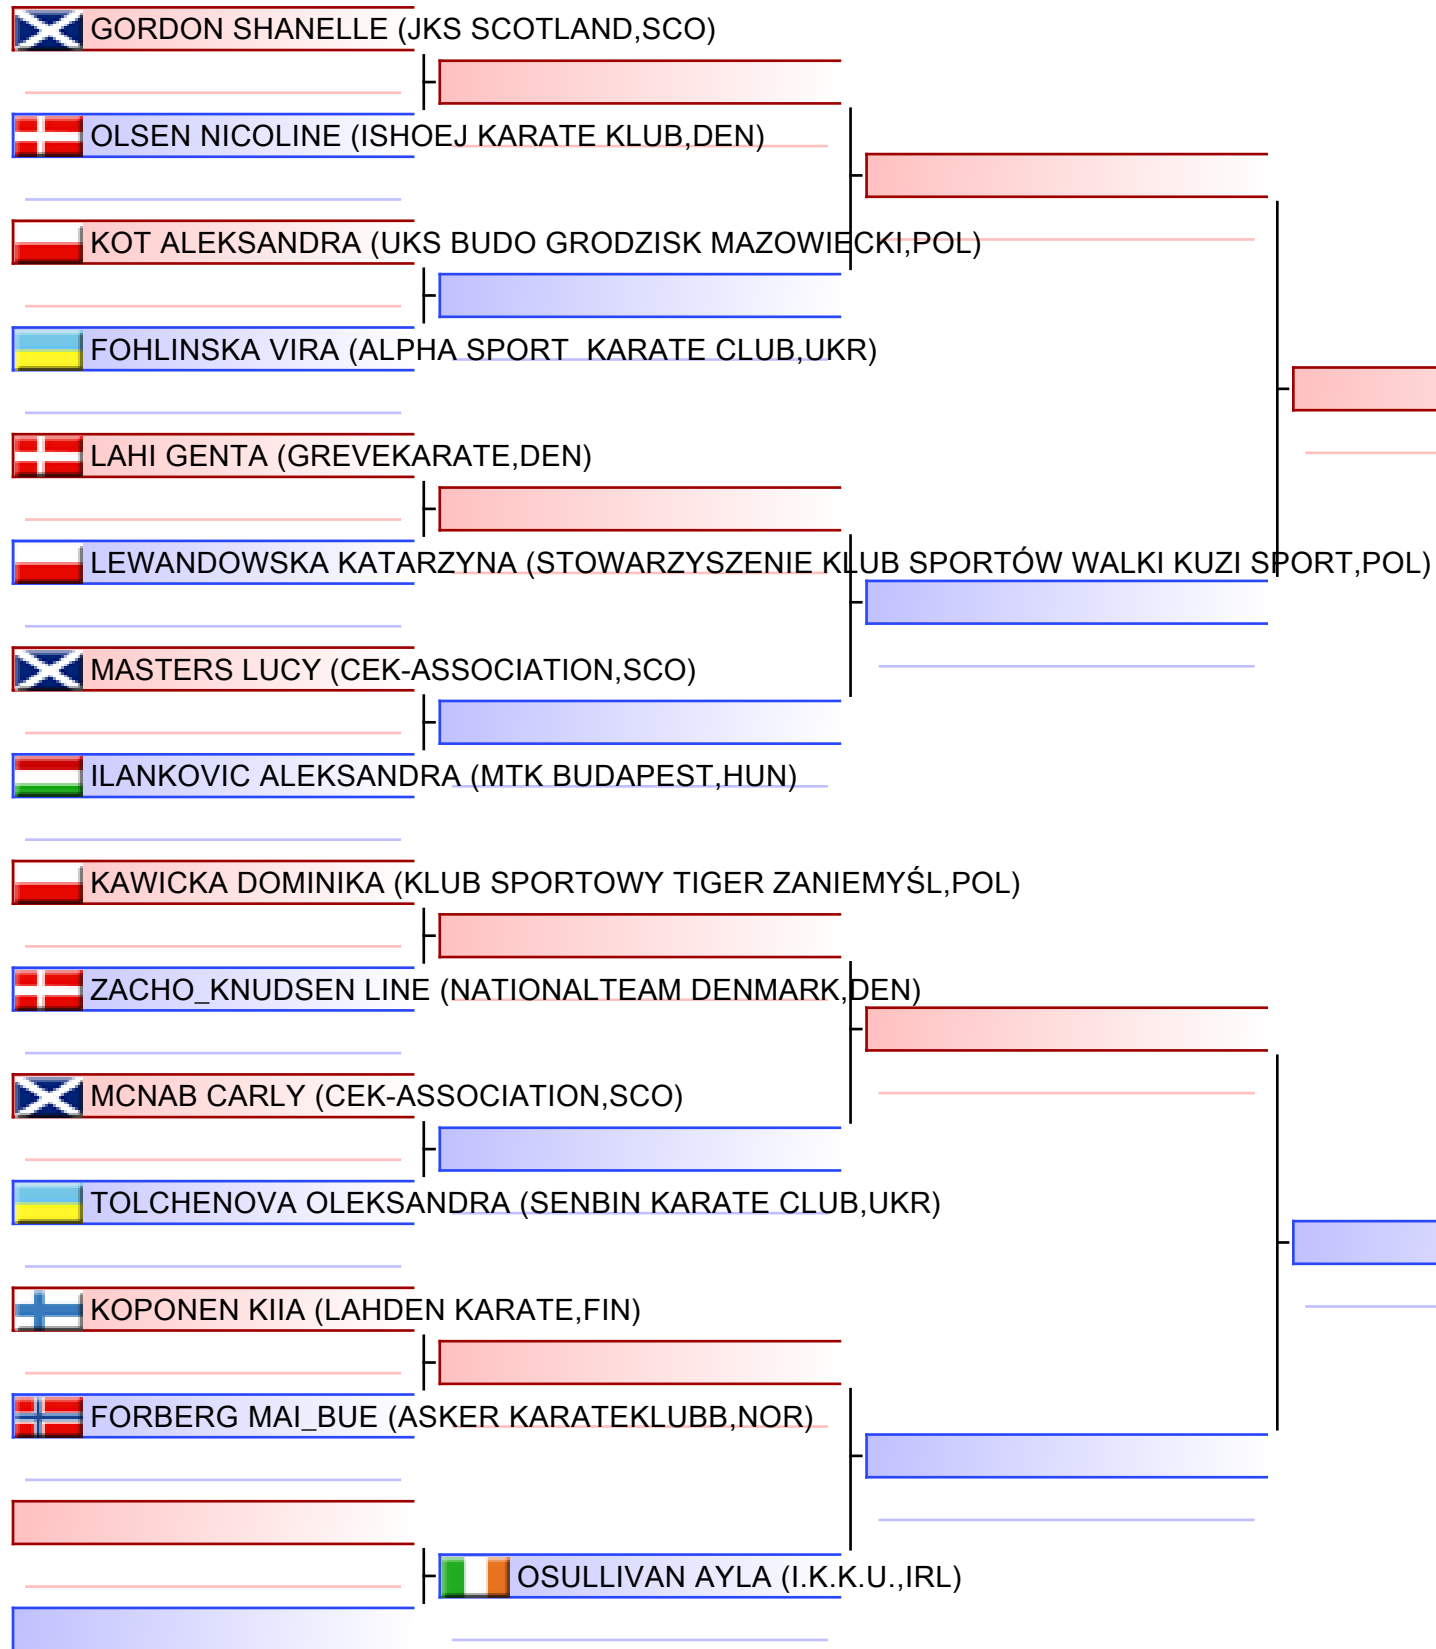 GORDON SHANELLE (JKS SCOTLAND,SCO)
OLSEN NICOLINE (ISHOEJ KARATE KLUB,DEN)
KOT ALEKSANDRA (UKS BUDO GRODZISK MAZOWIECKI,POL)
FOHLINSKA VIRA (ALPHA SPORT  KARATE CLUB,UKR)
LAHI GENTA (GREVEKARATE,DEN)
LEWANDOWSKA KATARZYNA (STOWARZYSZENIE KLUB SPORTÓW WALKI KUZI SPORT,POL)
MASTERS LUCY (CEK-ASSOCIATION,SCO)
ILANKOVIC ALEKSANDRA (MTK BUDAPEST,HUN)
KAWICKA DOMINIKA (KLUB SPORTOWY TIGER ZANIEMYŚL,POL)
ZACHO_KNUDSEN LINE (NATIONALTEAM DENMARK,DEN)
MCNAB CARLY (CEK-ASSOCIATION,SCO)
TOLCHENOVA OLEKSANDRA (SENBIN KARATE CLUB,UKR)
KOPONEN KIIA (LAHDEN KARATE,FIN)
FORBERG MAI_BUE (ASKER KARATEKLUBB,NOR)
OSULLIVAN AYLA (I.K.K.U.,IRL)